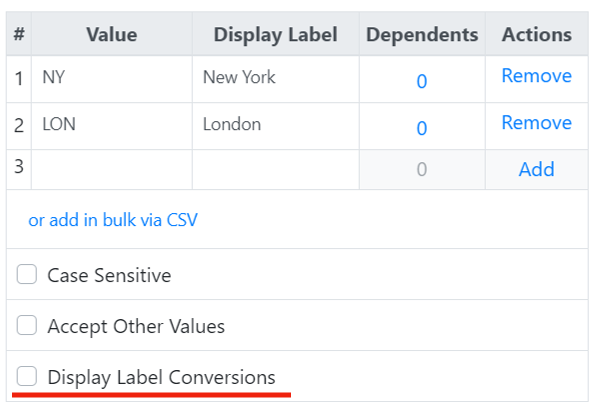 # Value Display Label Dependents Actions
1 NY New York 0 Remove
2 LON London 0 Remove
3 0 Add
or add in bulk via CSV
Case Sensitive
Accept Other Values
Display Label Conversions